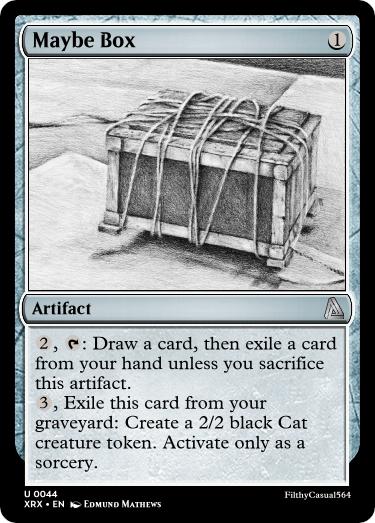 Maybe Box 1
Artifact
2, T: Draw a card, then exile a card
from your hand unless you sacrifice
this artifact.
3, Exile this card from your
graveyard: Create a 2/2 black Cat
creature token. Activate only as a
sorcery.
U 0044
XRX • EN Edmund Mathews
FilthyCasual564